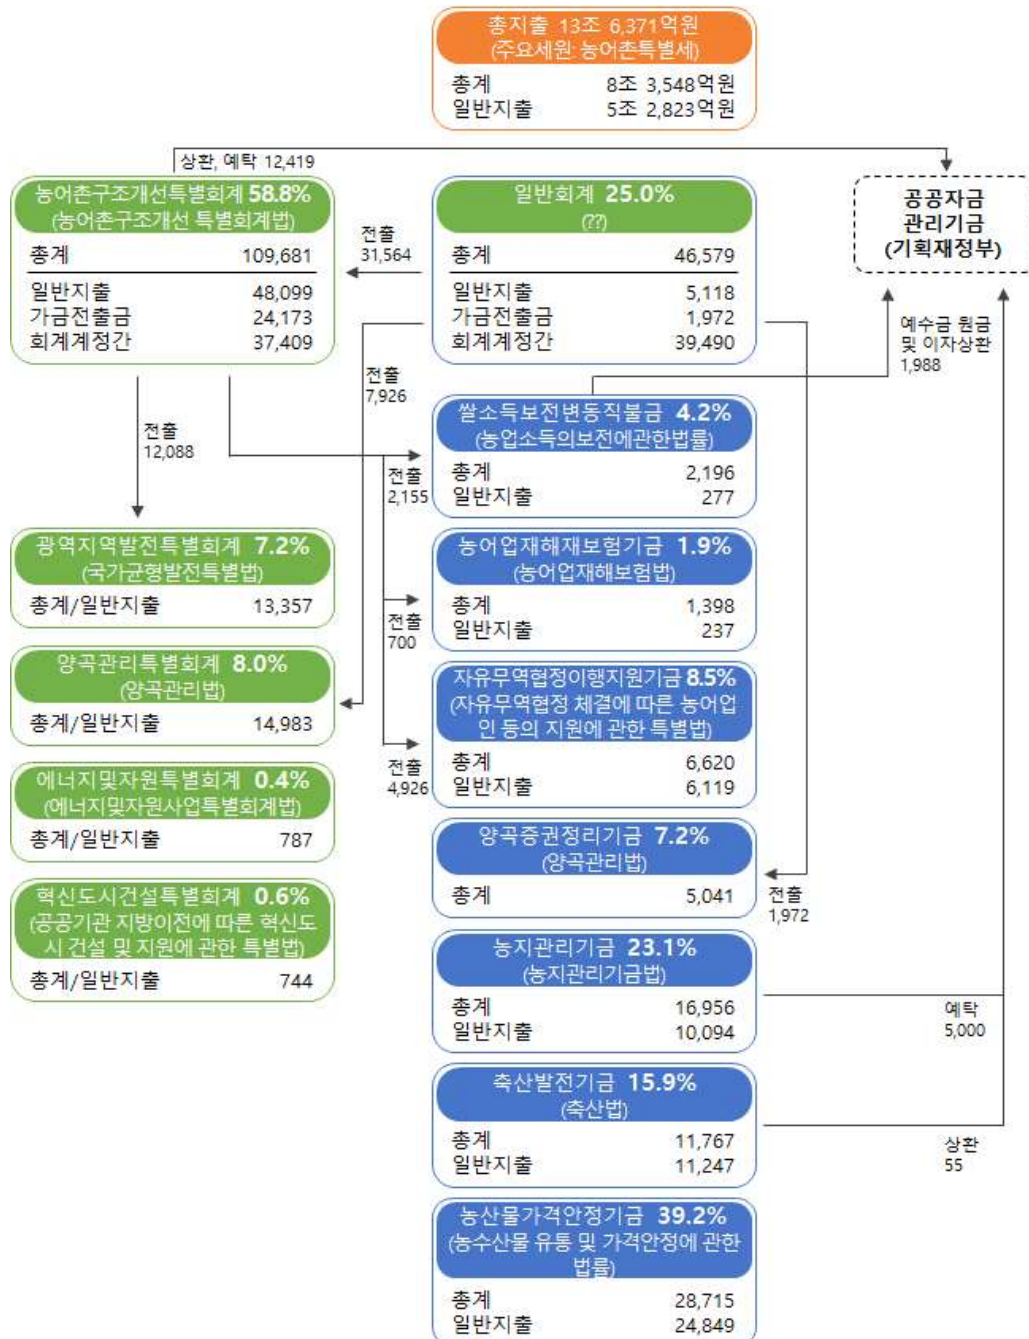 총지출 13조 6,371억원
(주요세원: 농어촌특별세)
총계 8조 3,548억원
일반지출 5조 2,823억원
상환, 예탁 12,419
농어촌구조개선특별회계 58.8%
(농어촌구조개선 특별회계법)
총계 109,681
일반지출 48,099
가금전출금 24,173
회계계정간 37,409
전출
31,564
일반회계 25.0%
(??)
총계 46,579
일반지출 5,118
가금전출금 1,972
회계계정간 39,490
공공자금
관리기금
(기획재정부)
예수금 원금
및 이자상환
1,988
전출
7,926
전출
12,088
쌀소득보전변동직불금 4.2%
(농업소득의보전에관한법률)
총계 2,196
일반지출 277
전출
2,155
광역지역발전특별회계 7.2%
(국가균형발전특별법)
총계/일반지출 13,357
농어업재해재보험기금 1.9%
(농어업재해보험법)
총계 1,398
일반지출 237
전출
700
양곡관리특별회계 8.0%
(양곡관리법)
총계/일반지출 14,983
자유무역협정이행지원기금 8.5%
(자유무역협정 체결에 따른 농어업
인 등의 지원에 관한 특별법)
총계 6,620
일반지출 6,119
전출
4,926
에너지및자원특별회계 0.4%
(에너지및자원사업특별회계법)
총계/일반지출 787
양곡증권정리기금 7.2%
(양곡관리법)
총계 5,041
전출
1,972
혁신도시건설특별회계 0.6%
(공공기관 지방이전에 따른 혁신도
시 건설 및 지원에 관한 특별법)
총계/일반지출 744
농지관리기금 23.1%
(농지관리기금법)
총계 16,956
일반지출 10,094
예탁
5,000
축산발전기금 15.9%
(축산법)
총계 11,767
일반지출 11,247
상환
55
농산물가격안정기금 39.2%
(농수산물 유통 및 가격안정에 관한
법률)
총계 28,715
일반지출 24,849